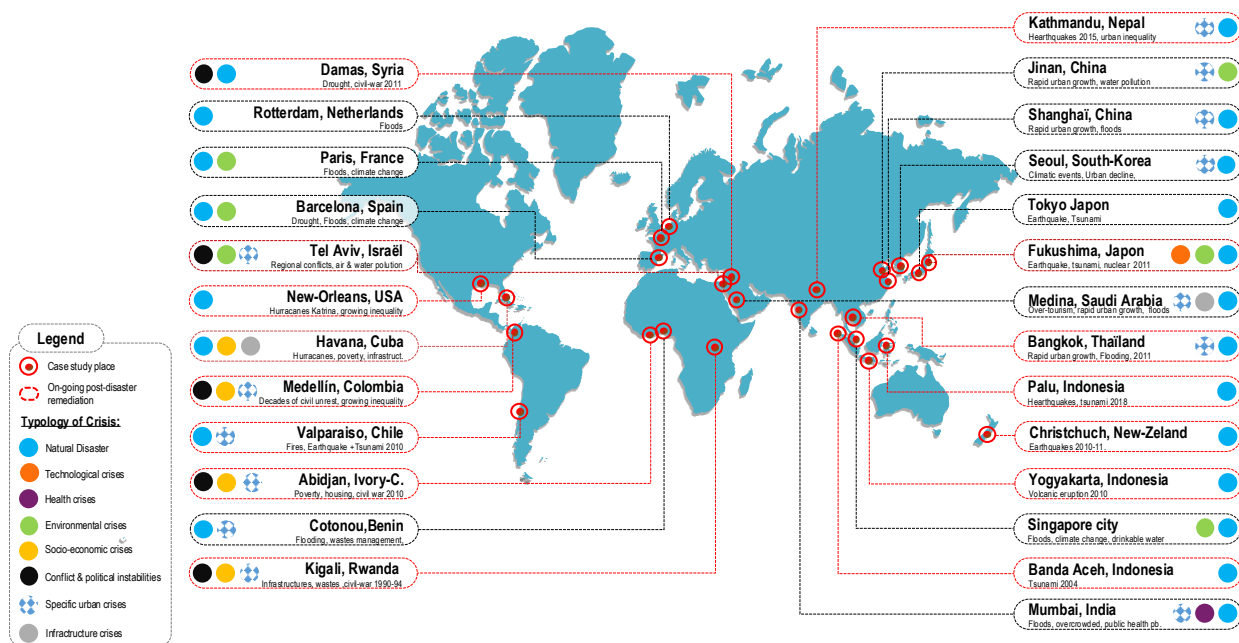 Damas, Syria
Drought, civil-war 2011
Rotterdam, Netherlands
Floods
Paris, France
Floods, climate change
Barcelona, Spain
Drought, Floods, climate change
Tel Aviv, Israël
Regional conflicts, air & water polution
New-Orleans, USA
Hurracanes Katrina, growing inequality
Havana, Cuba
Hurracanes, poverty, infrastruct.
Medellín, Colombia
Decades of civil unrest, growing inequality
Valparaiso, Chile
Fires, Earthquake +Tsunami 2010
Abidjan, Ivory-C.
Poverty, housing, civil war 2010
Cotonou,Benin
Flooding, wastes management,
Kigali, Rwanda
Infrastructures, wastes ,civil-war 1990-94
Legend
Case study place
On-going post-disaster
remediation
Typology of Crisis:
Natural Disaster
Technological crises
Health crises
Environmental crises
Socio-economic crises
Conflict & political instabilities
Specific urban crises
Infractructure crises
Kathmandu, Nepal
Hearthquakes 2015, urban inequality
Jinan, China
Rapid urban growth, water pollution
Shanghaï, China
Rapid urban growth, floods
Seoul, South-Korea
Climatic events, Urban decline,
Tokyo Japon
Earthquake, Tsunami
Fukushima, Japon
Earthquake, tsunami, nuclear 2011
Medina, Saudi Arabia
Over-tourism, rapid urban growth, floods
Bangkok, Thaïland
Rapid urban growth, Flooding, 2011
Palu, Indonesia
Hearthquakes, tsunami 2018
Christchuch, New-Zeland
Earthquakes 2010-11.
Yogyakarta, Indonesia
Volcanic eruption 2010
Singapore city
Floods, climate change, drinkable water
Banda Aceh, Indonesia
Tsunami 2004
Mumbai, India
Floods, overcrowded, public health pb.